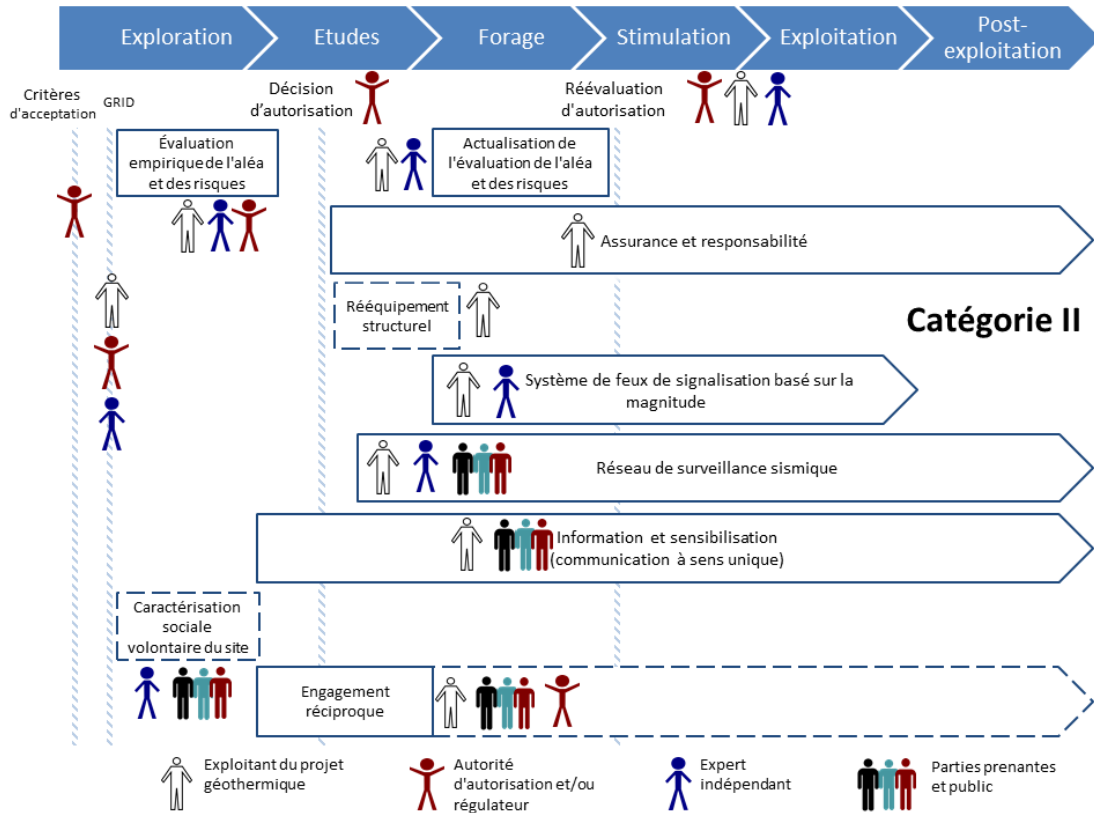 Exploration
Etudes
Forage
Stimulation
Exploitation
Post-
exploitation
Critères
d'acceptation
GRID
Décision
d’autorisation
Réévaluation
d'autorisation
Évaluation
empirique de l'aléa
et des risques
Actualisation de
l'évaluation de l'aléa
et des risques
Assurance et responsabilité
Rééquipement
structurel
Catégorie II
Système de feux de signalisation basé sur la
magnitude
Réseau de surveillance sismique
Information et sensibilisation
(communication à sens unique)
Caractérisation
sociale
volontaire du site
Engagement
réciproque
Exploitant du projet
géothermique
Autorité
d'autorisation et/ou
régulateur
Expert
indépendant
Parties prenantes
et public